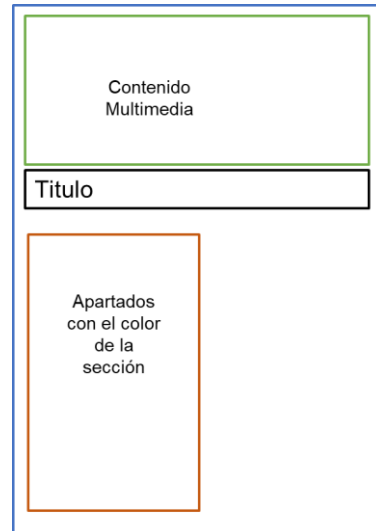 Contenido
Multimedia
Titulo
Apartados
con el color
de la
sección